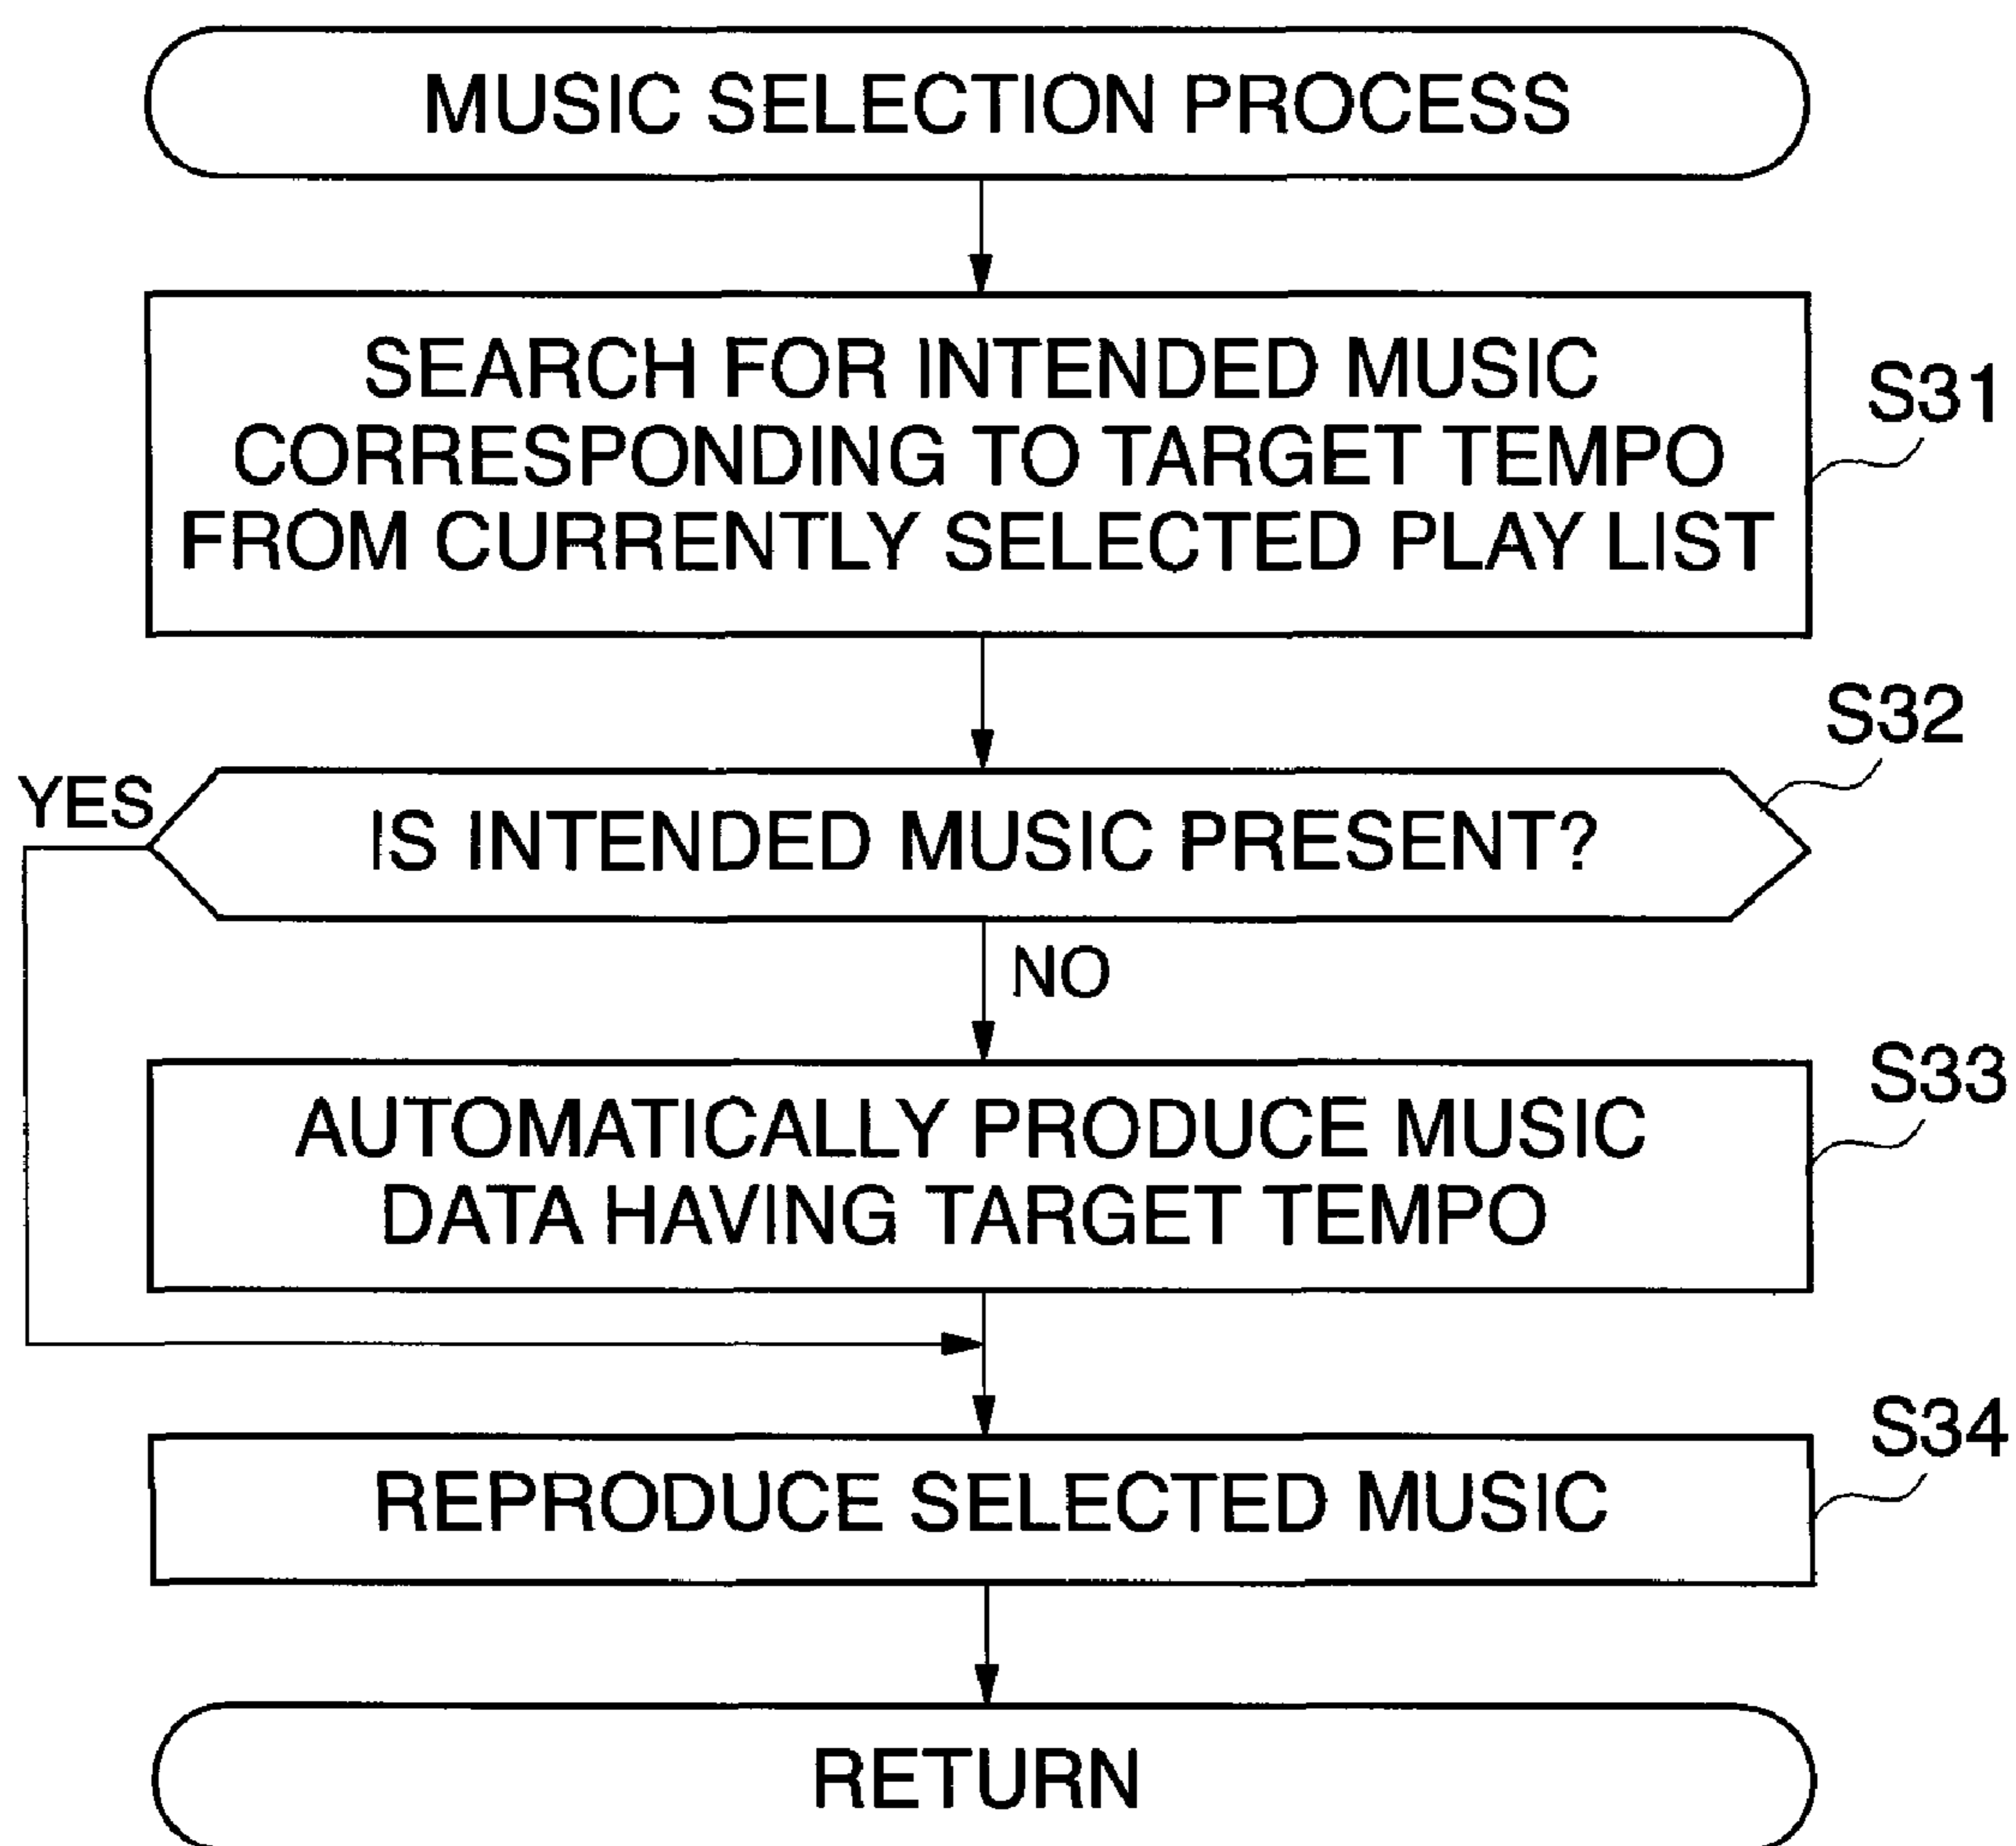 MUSIC SELECTION PROCESS
SEARCH FOR INTENDED MUSIC
CORRESPONDING TO TARGET TEMPO
FROM CURRENTLY SELECTED PLAY LIST
S31
S32
YES
IS INTENDED MUSIC PRESENT?
NO
S33
AUTOMATICALLY PRODUCE MUSIC
DATA HAVING TARGET TEMPO
S34
REPRODUCE SELECTED MUSIC
RETURN